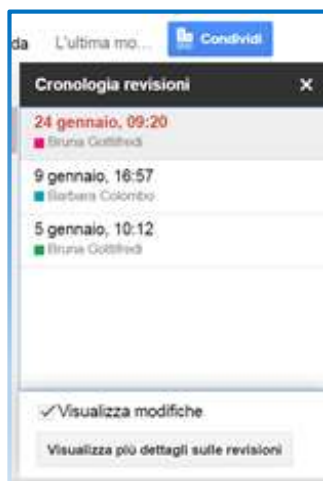 da L'ultima mo... Condividi
Cronologia revisioni ×
24 gennaio, 09:20
Bruna Gottifredi
9 gennaio, 16:57
Barbara Colombo
5 gennaio, 10:12
Bruna Gottifredi
✓ Visualizza modifiche
Visualizza più dettagli sulle revisioni